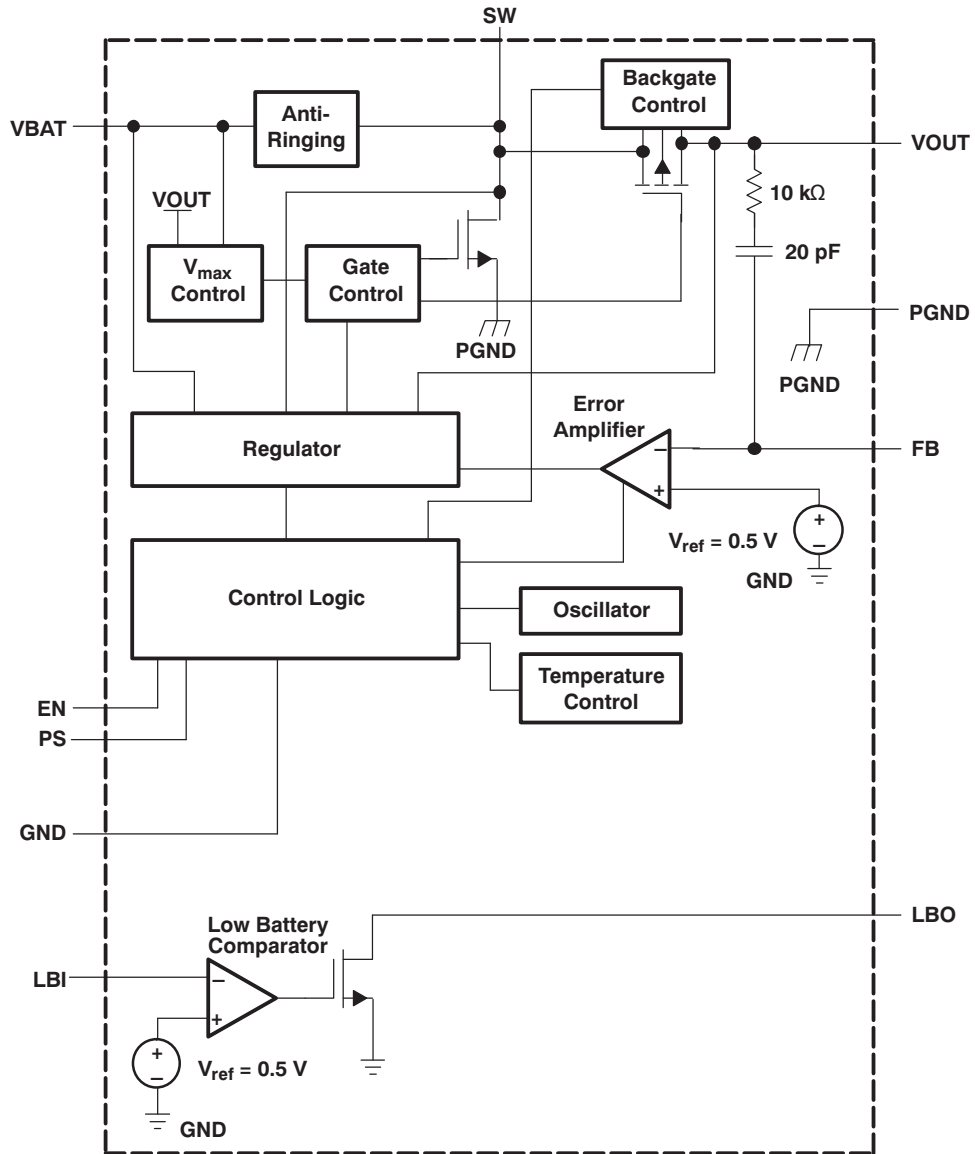 SW
Backgate
Control
Anti-
Ringing
VBAT
VOUT
VOUT
10 kΩ
Vmax
Control
Gate
Control
20 pF
PGND
PGND
PGND
Error
Amplifier
Regulator
−
+
FB
Vref = 0.5 V
+
−
GND
Control Logic
Oscillator
Temperature
Control
EN
PS
GND
LBO
Low Battery
Comparator
LBI
−
+
+
−
Vref = 0.5 V
GND